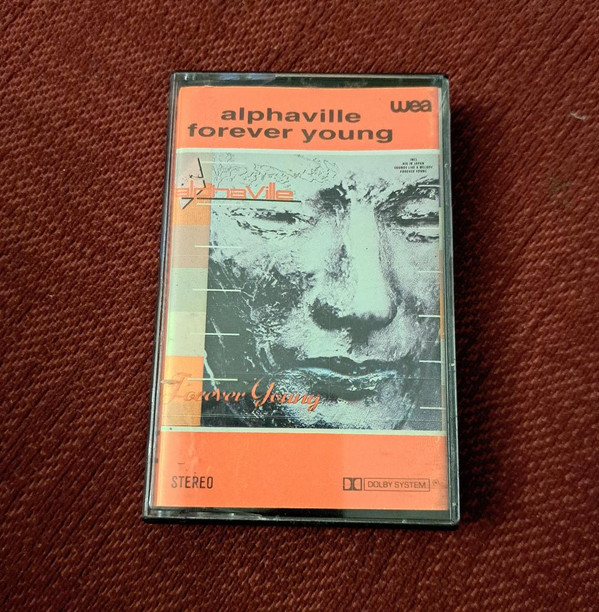 wea
alphaville
forever young
alphaville
Forever Young
STEREO
DOLBY SYSTEM